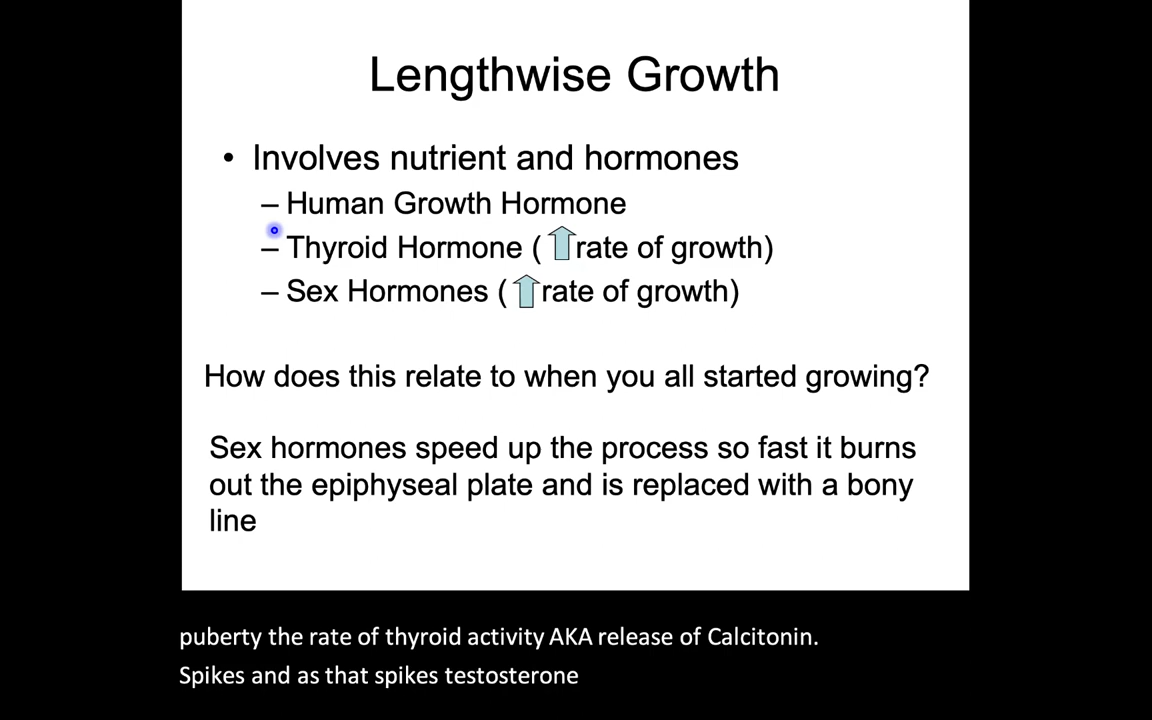 Lengthwise Growth
• Involves nutrient and hormones
– Human Growth Hormone
– Thyroid Hormone ( rate of growth)
– Sex Hormones ( rate of growth)
How does this relate to when you all started growing?
Sex hormones speed up the process so fast it burns
out the epiphyseal plate and is replaced with a bony
line
puberty the rate of thyroid activity AKA release of Calcitonin.
Spikes and as that spikes testosterone